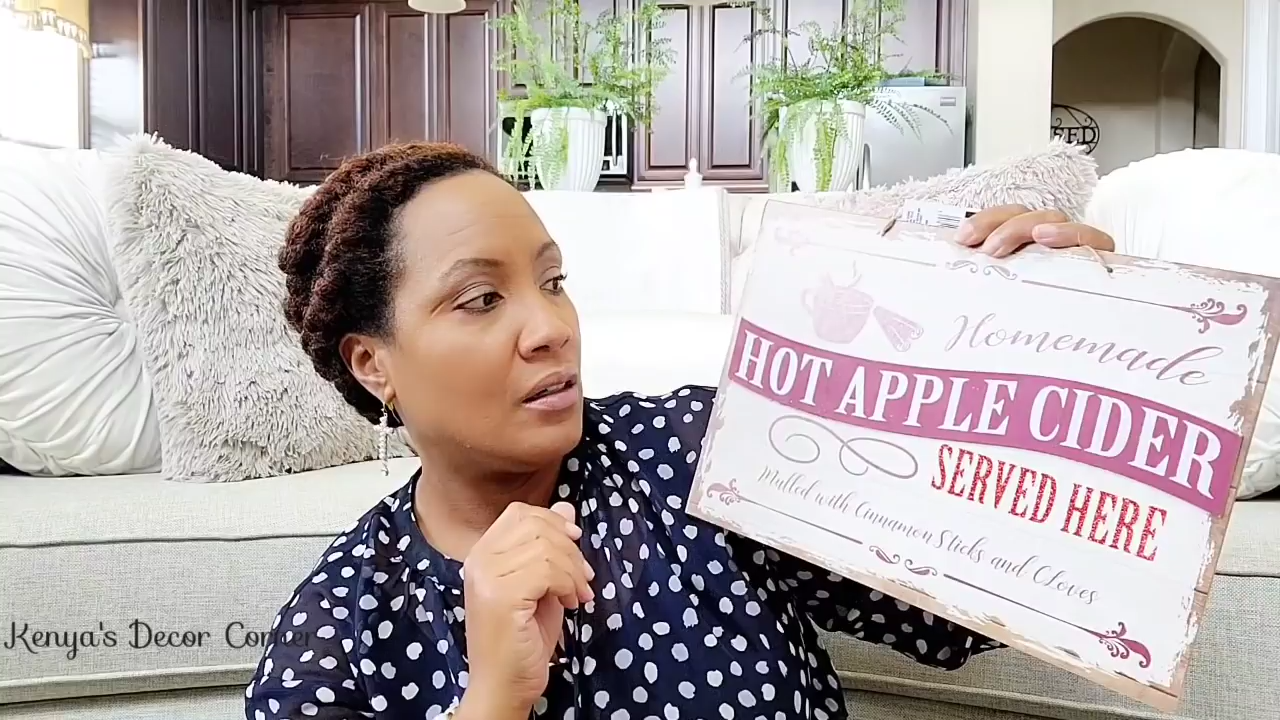 Homemade
HOT APPLE CIDER
SERVED HERE
Mulled with Cinnamon Sticks and Cloves
Kenya's Decor Corner